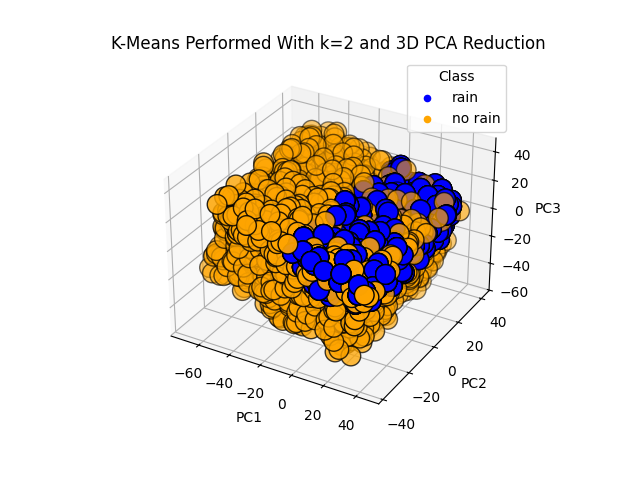 K-Means Performed With k=2 and 3D PCA Reduction
Class
rain
no rain
40
20
0
−20
−40
−60
PC3
40
20
0
−20
−40
PC2
−60
−40
−20
0
20
40
PC1